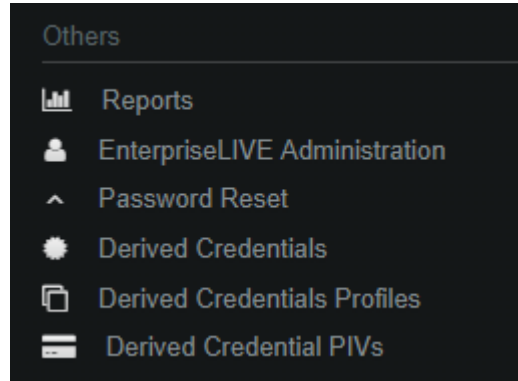 Others
Reports
EnterpriseLIVE Administration
Password Reset
Derived Credentials
Derived Credentials Profiles
Derived Credential PIVs